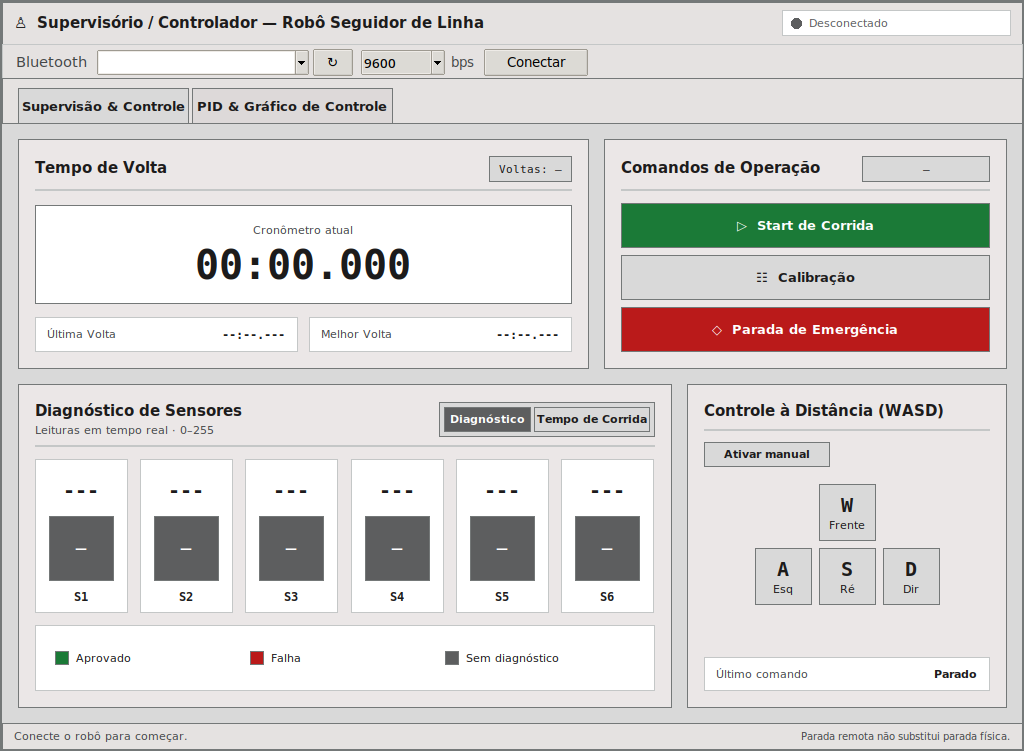 Supervisório / Controlador — Robô Seguidor de Linha
Desconectado
Bluetooth
9600
bps
Conectar
Supervisão & Controle
PID & Gráfico de Controle
Tempo de Volta
Voltas: —
Cronômetro atual
00:00.000
Última Volta
--:--.---
Melhor Volta
--:--.---
Comandos de Operação
—
Start de Corrida
Calibração
Parada de Emergência
Diagnóstico de Sensores
Leituras em tempo real · 0–255
Diagnóstico
Tempo de Corrida
--- --- --- --- --- ---
— — — — — —
S1 S2 S3 S4 S5 S6
Aprovado
Falha
Sem diagnóstico
Controle à Distância (WASD)
Ativar manual
W
Frente
A S D
Esq Ré Dir
Último comando
Parado
Conecte o robô para começar.
Parada remota não substitui parada física.